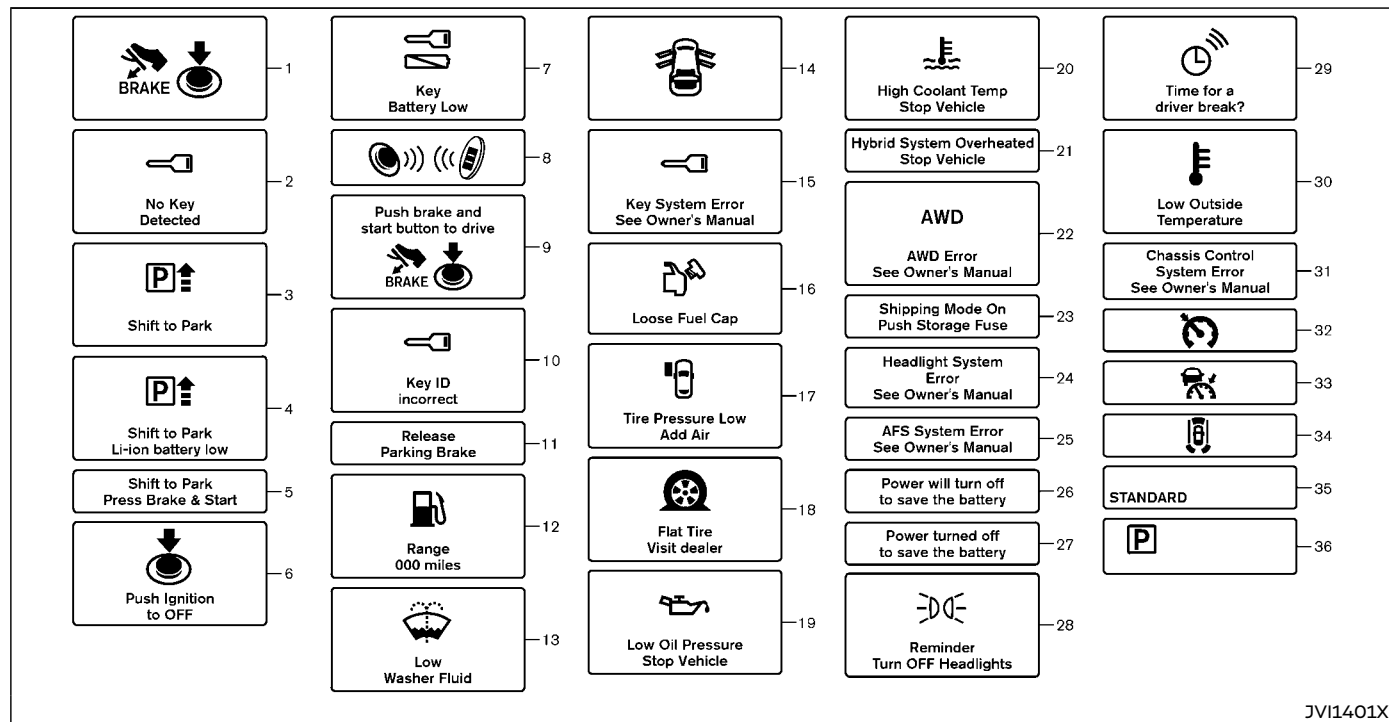 BRAKE
1
No Key
Detected
2
P
Shift to Park
3
P
Shift to Park
Li-ion battery low
4
Shift to Park
Press Brake & Start
5
Push Ignition
to OFF
6
Key
Battery Low
7
8
Push brake and
start button to drive
BRAKE
9
Key ID
incorrect
10
Release
Parking Brake
11
Range
000 miles
12
Low
Washer Fluid
13
14
Key System Error
See Owner's Manual
15
Loose Fuel Cap
16
Tire Pressure Low
Add Air
17
Flat Tire
Visit dealer
18
Low Oil Pressure
Stop Vehicle
19
High Coolant Temp
Stop Vehicle
20
Hybrid System Overheated
Stop Vehicle
21
AWD
AWD Error
See Owner's Manual
22
Shipping Mode On
Push Storage Fuse
23
Headlight System
Error
See Owner's Manual
24
AFS System Error
See Owner's Manual
25
Power will turn off
to save the battery
26
Power turned off
to save the battery
27
Reminder
Turn OFF Headlights
28
Time for a
driver break?
29
Low Outside
Temperature
30
Chassis Control
System Error
See Owner's Manual
31
32
33
34
STANDARD
35
P
36
JVI1401X